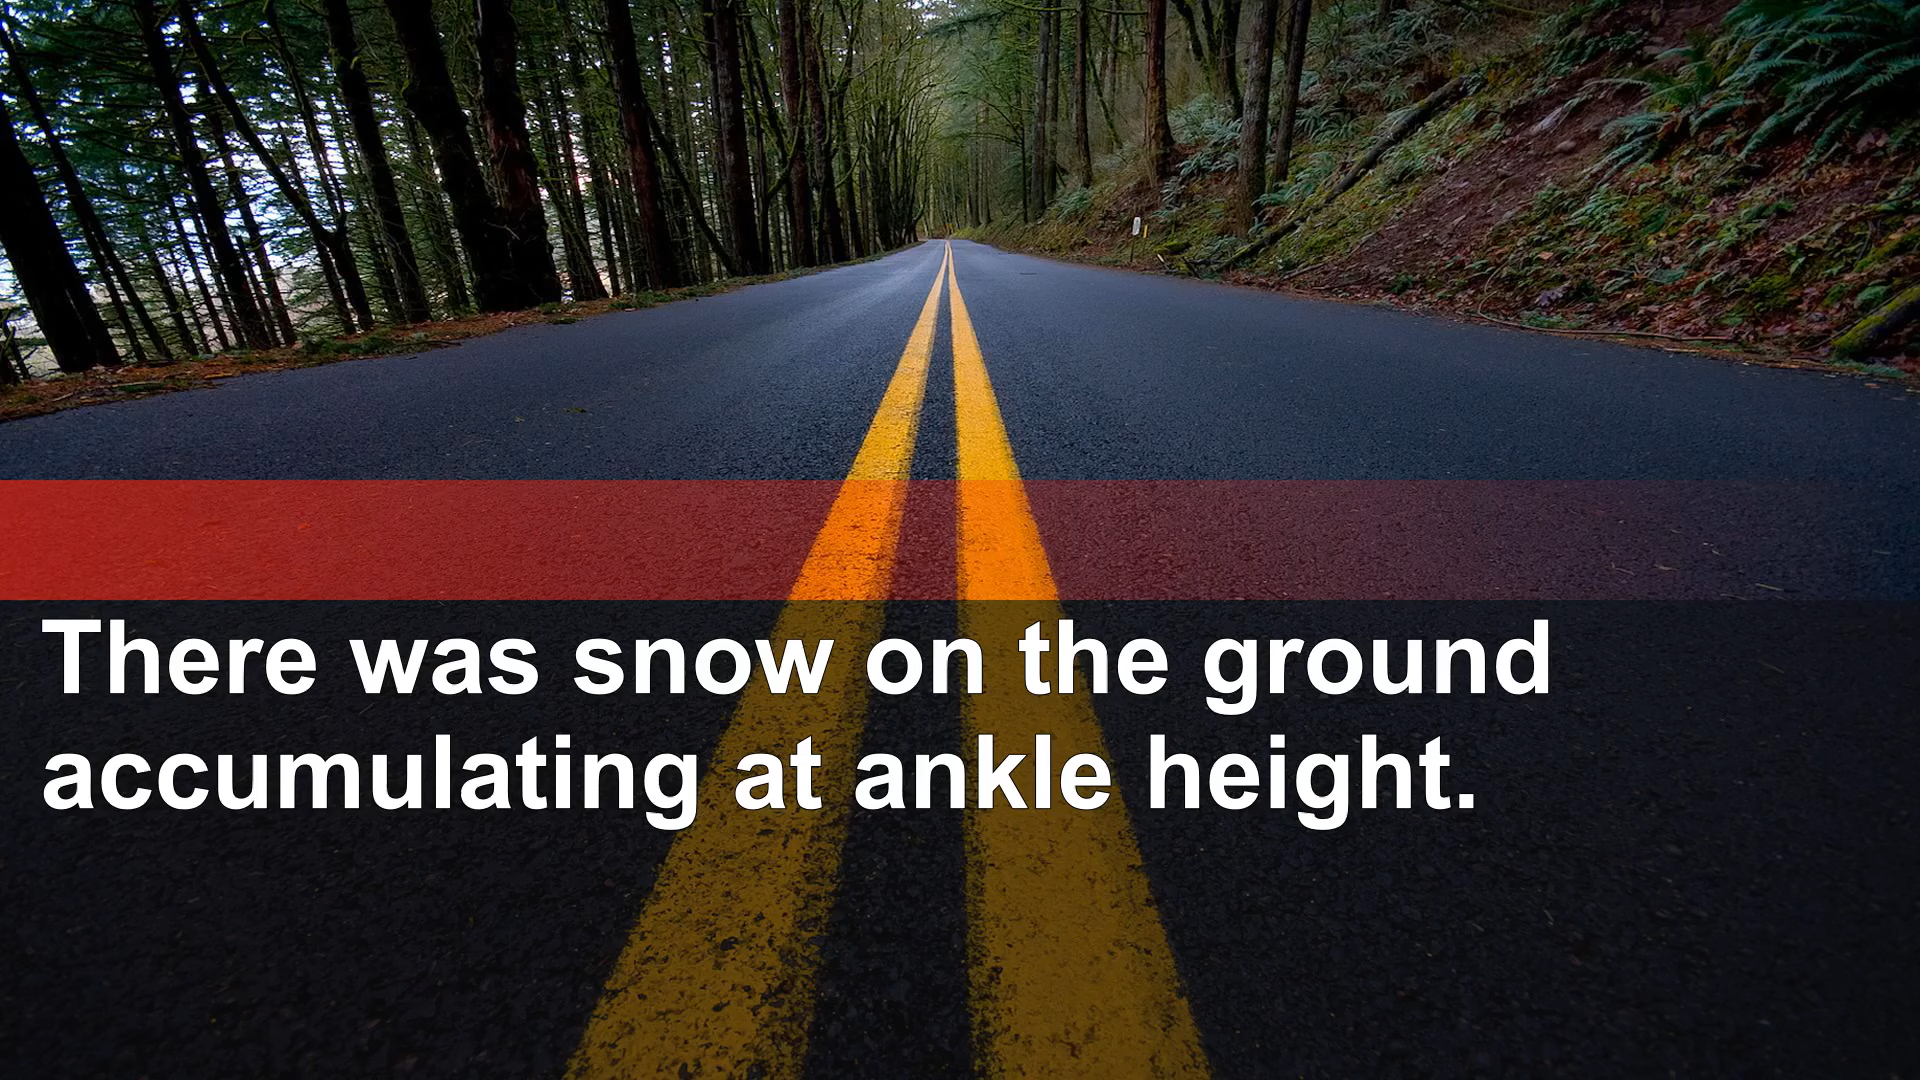 There was snow on the ground
accumulating at ankle height.